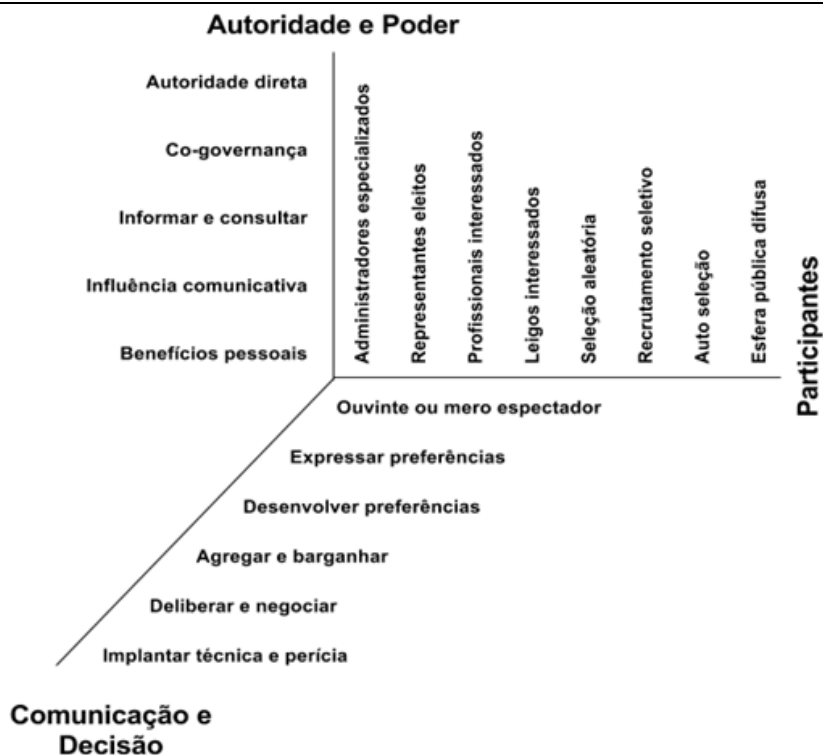 Autoridade e Poder
Autoridade direta
Co-governança
Informar e consultar
Influência comunicativa
Benefícios pessoais
Administradores especializados
Representantes eleitos
Profissionais interessados
Leigos interessados
Seleção aleatória
Recrutamento seletivo
Auto seleção
Esfera pública difusa
Participantes
Ouvinte ou mero espectador
Expressar preferências
Desenvolver preferências
Agregar e barganhar
Deliberar e negociar
Implantar técnica e perícia
Comunicação e
Decisão